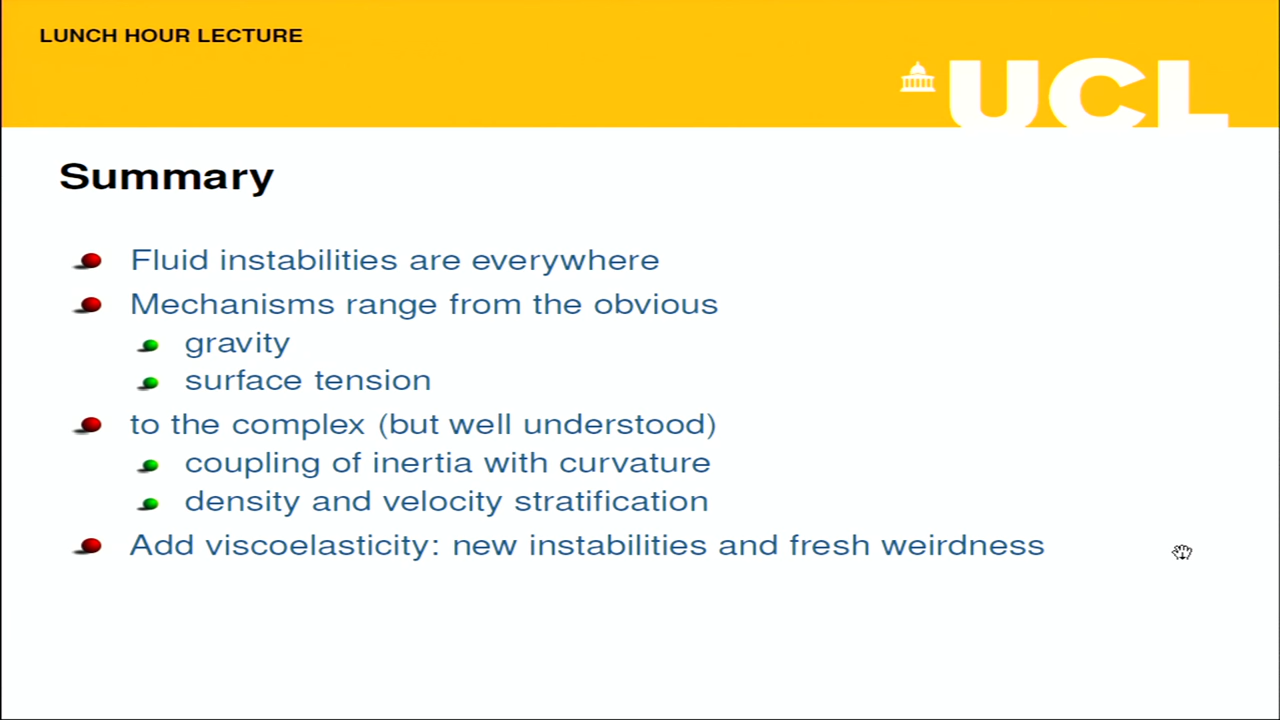 LUNCH HOUR LECTURE
UCL
Summary
Fluid instabilities are everywhere
Mechanisms range from the obvious
gravity
surface tension
to the complex (but well understood)
coupling of inertia with curvature
density and velocity stratification
Add viscoelasticity: new instabilities and fresh weirdness